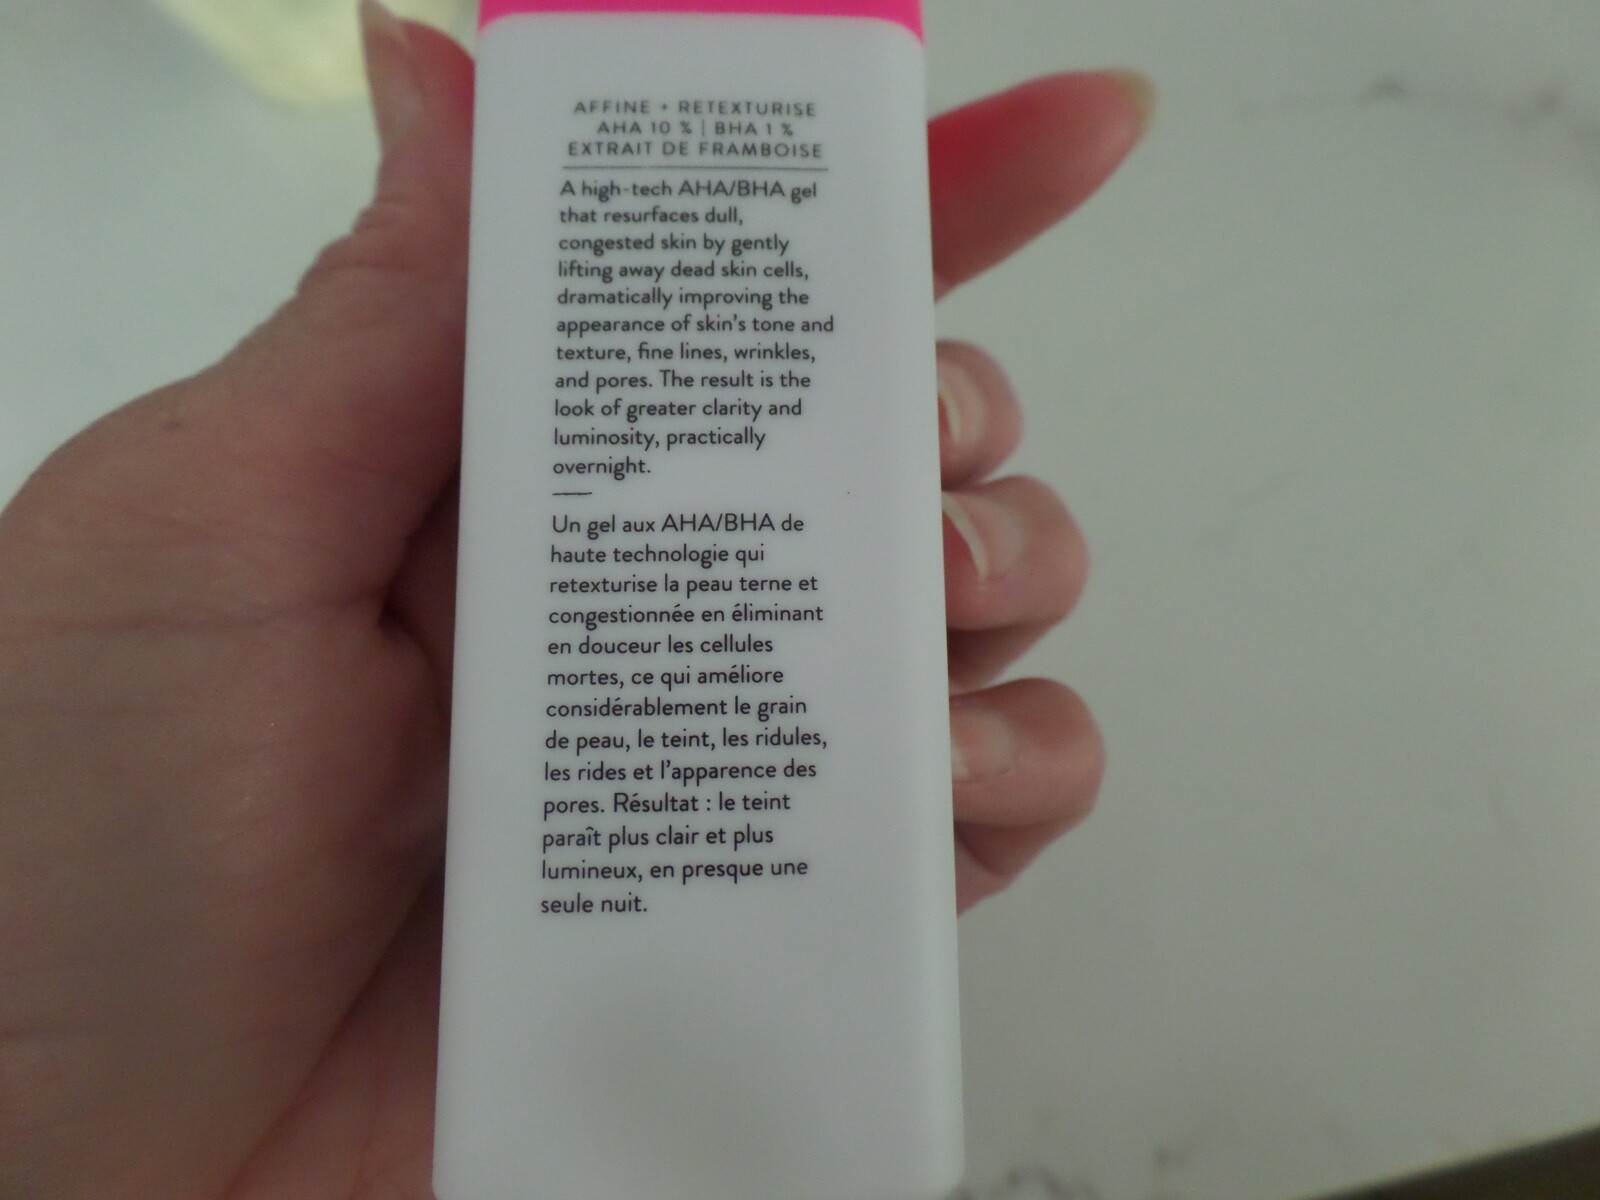 AFFINE + RETEXTURISE
AHA 10 % | BHA 1 %
EXTRAIT DE FRAMBOISE
A high-tech AHA/BHA gel
that resurfaces dull,
congested skin by gently
lifting away dead skin cells,
dramatically improving the
appearance of skin's tone and
texture, fine lines, wrinkles,
and pores. The result is the
look of greater clarity and
luminosity, practically
overnight.
Un gel aux AHA/BHA de
haute technologie qui
retexturise la peau terne et
congestionnée en éliminant
en douceur les cellules
mortes, ce qui améliore
considérablement le grain
de peau, le teint, les ridules,
les rides et l'apparence des
pores. Résultat : le teint
paraît plus clair et plus
lumineux, en presque une
seule nuit.